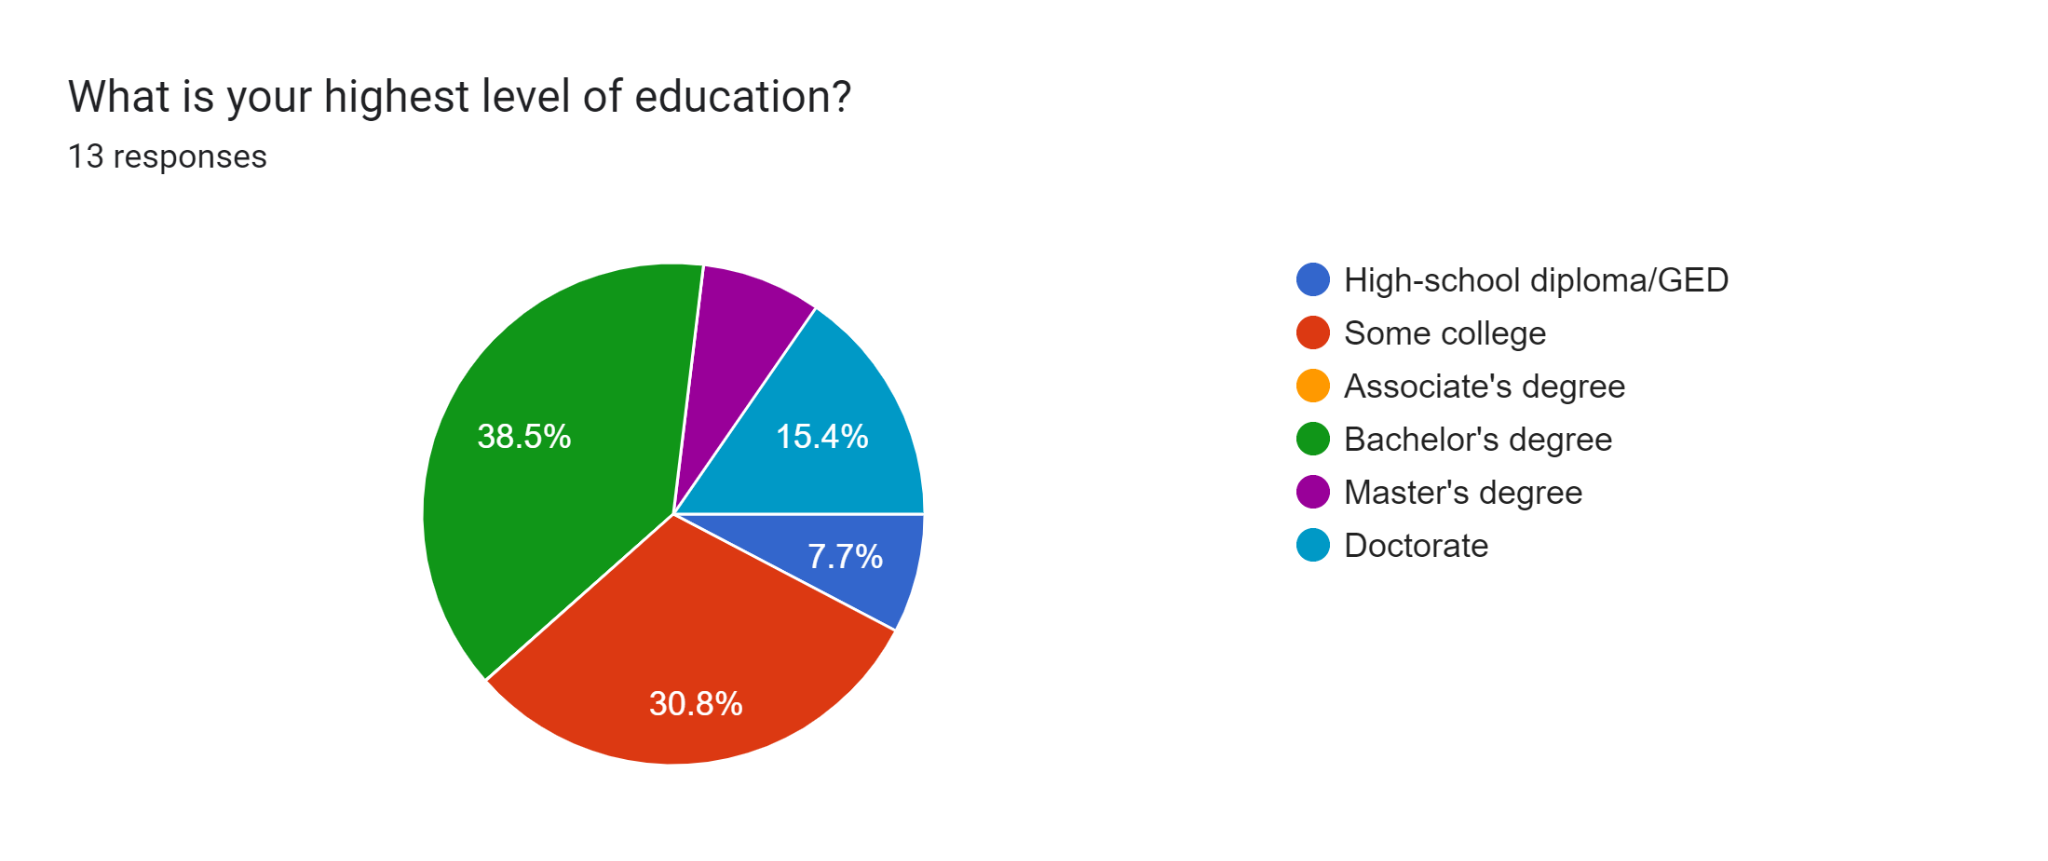 What is your highest level of education?
13 responses
38.5%
15.4%
7.7%
30.8%
High-school diploma/GED
Some college
Associate's degree
Bachelor's degree
Master's degree
Doctorate